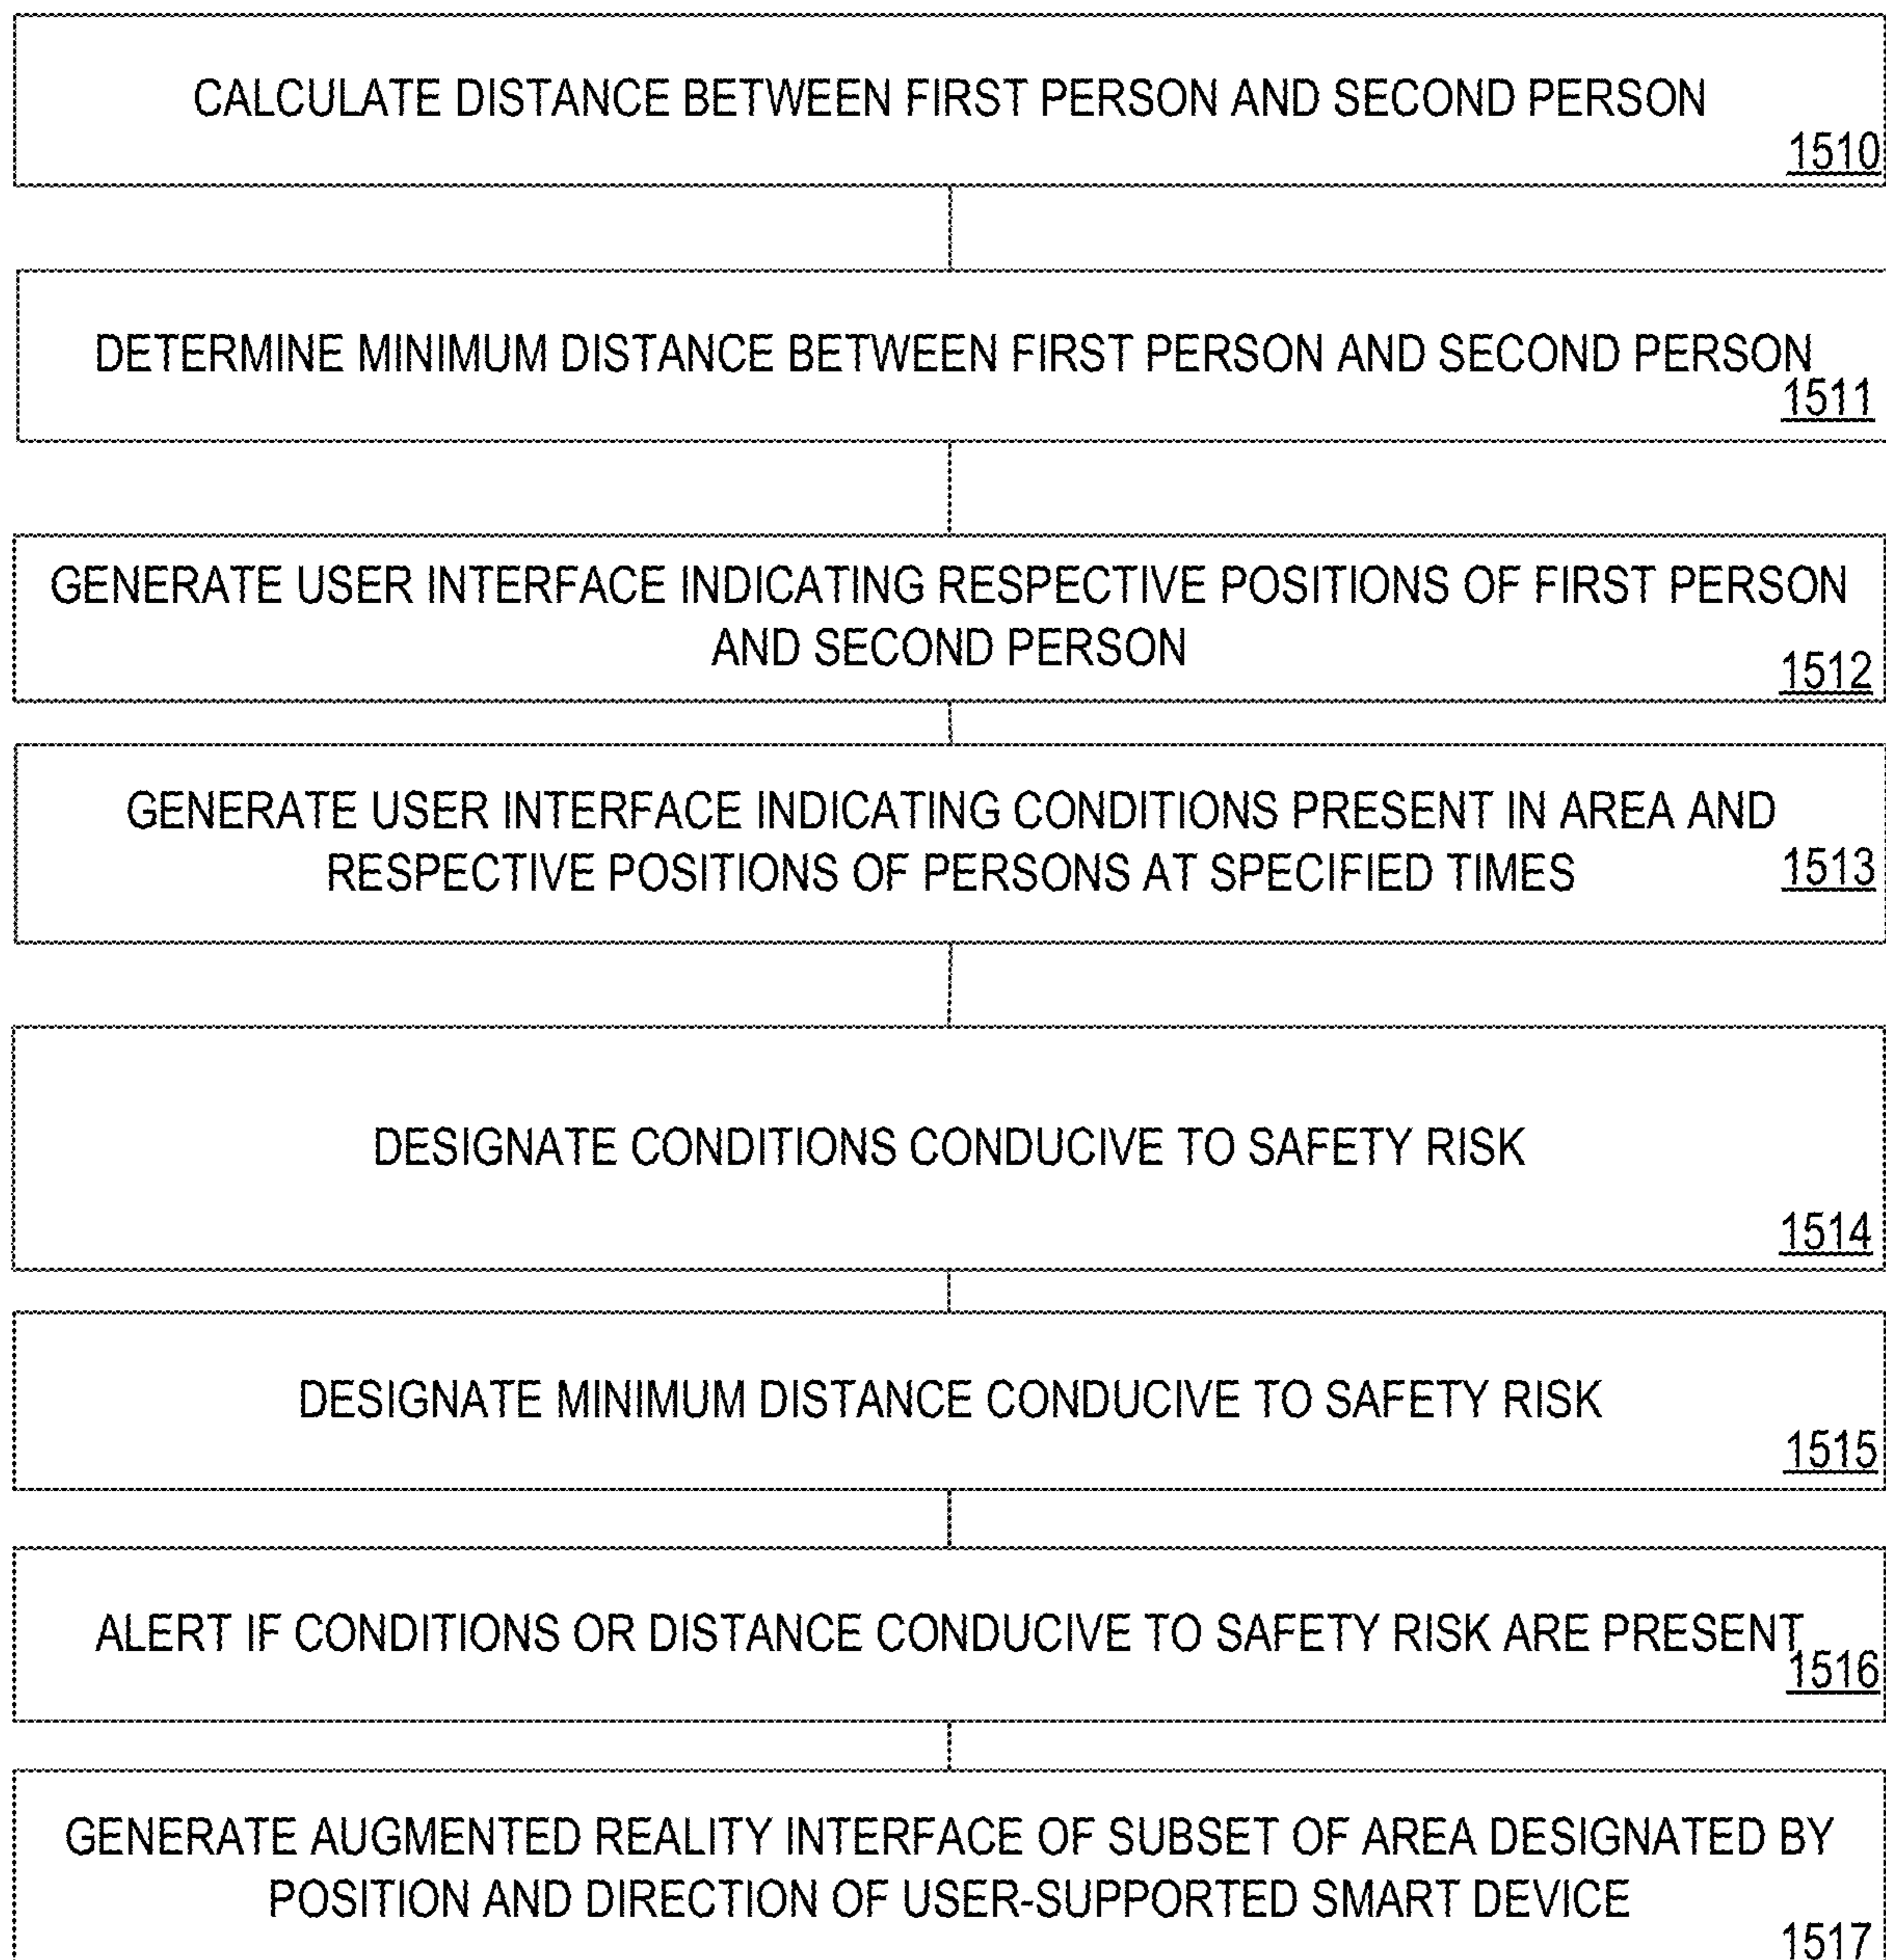 CALCULATE DISTANCE BETWEEN FIRST PERSON AND SECOND PERSON
1510
DETERMINE MINIMUM DISTANCE BETWEEN FIRST PERSON AND SECOND PERSON
1511
GENERATE USER INTERFACE INDICATING RESPECTIVE POSITIONS OF FIRST PERSON
AND SECOND PERSON
1512
GENERATE USER INTERFACE INDICATING CONDITIONS PRESENT IN AREA AND
RESPECTIVE POSITIONS OF PERSONS AT SPECIFIED TIMES
1513
DESIGNATE CONDITIONS CONDUCIVE TO SAFETY RISK
1514
DESIGNATE MINIMUM DISTANCE CONDUCIVE TO SAFETY RISK
1515
ALERT IF CONDITIONS OR DISTANCE CONDUCIVE TO SAFETY RISK ARE PRESENT
1516
GENERATE AUGMENTED REALITY INTERFACE OF SUBSET OF AREA DESIGNATED BY
POSITION AND DIRECTION OF USER-SUPPORTED SMART DEVICE
1517